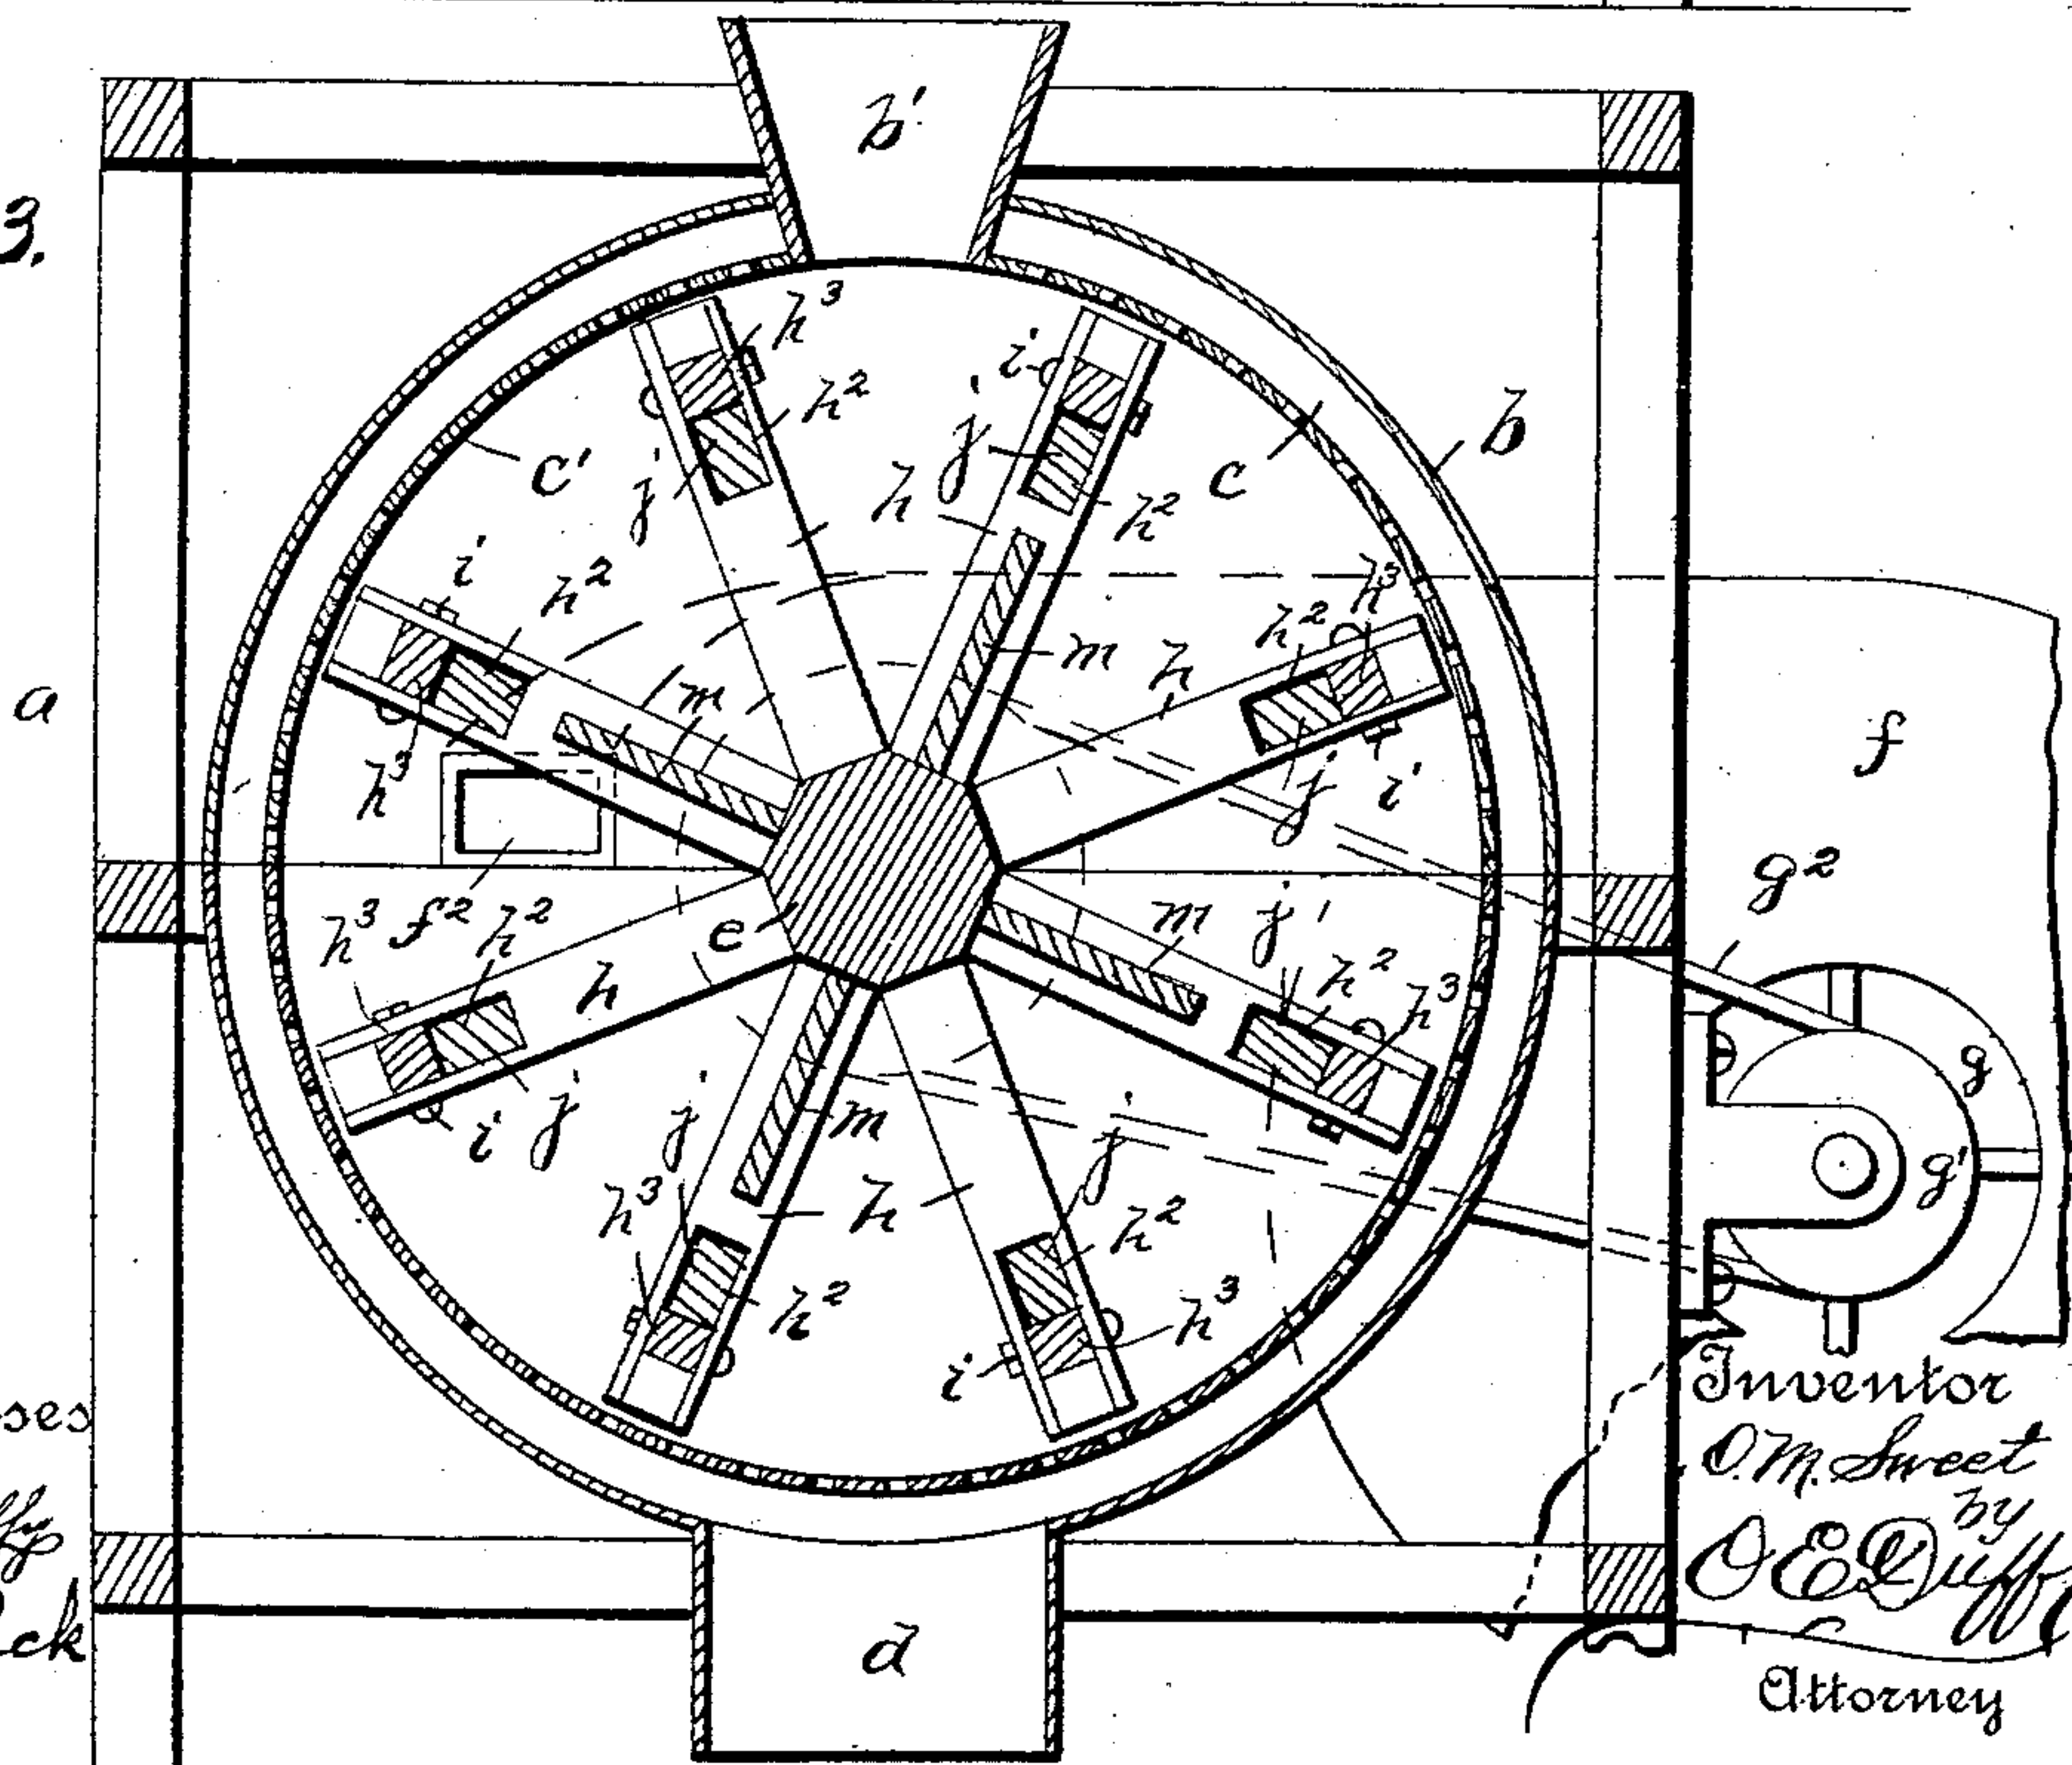 b'
3.
h³
i
h²
j
h
j
c'
c
b
h²
i
h²
h³
h²
m
h
a
m
f
h³
j
i
g²
h³
f²
h²
e
m
j'
h²
h³
h
g
i
j
j
m
j
g'
h³
h
h²
h²
h³
i
Inventor
O.M. Sweet
by
O E Duffy
d
Attorney